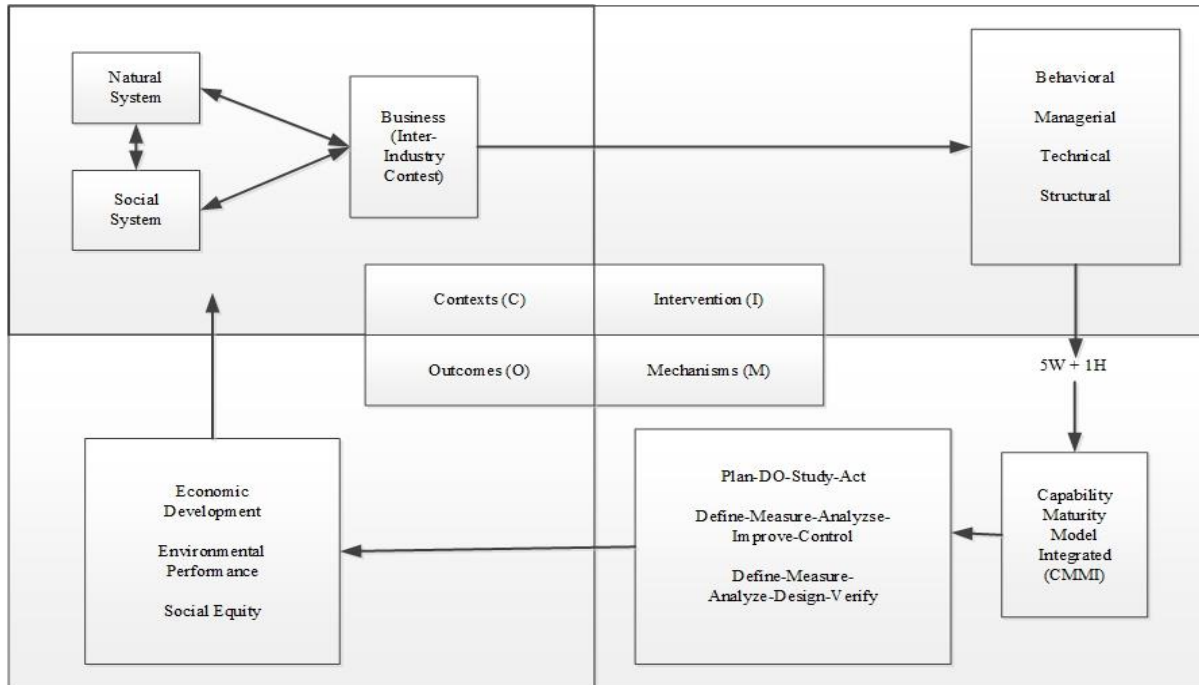 Natural
System
Social
System
Business
(Inter-
Industry
Contest)
Behavioral
Managerial
Technical
Structural
Contexts (C)
Intervention (I)
Outcomes (O)
Mechanisms (M)
5W + 1H
Capability
Maturity
Model
Integrated
(CMMI)
Plan-DO-Study-Act
Define-Measure-Analyzse-
Improve-Control
Define-Measure-
Analyze-Design-Verify
Economic
Development
Environmental
Performance
Social Equity